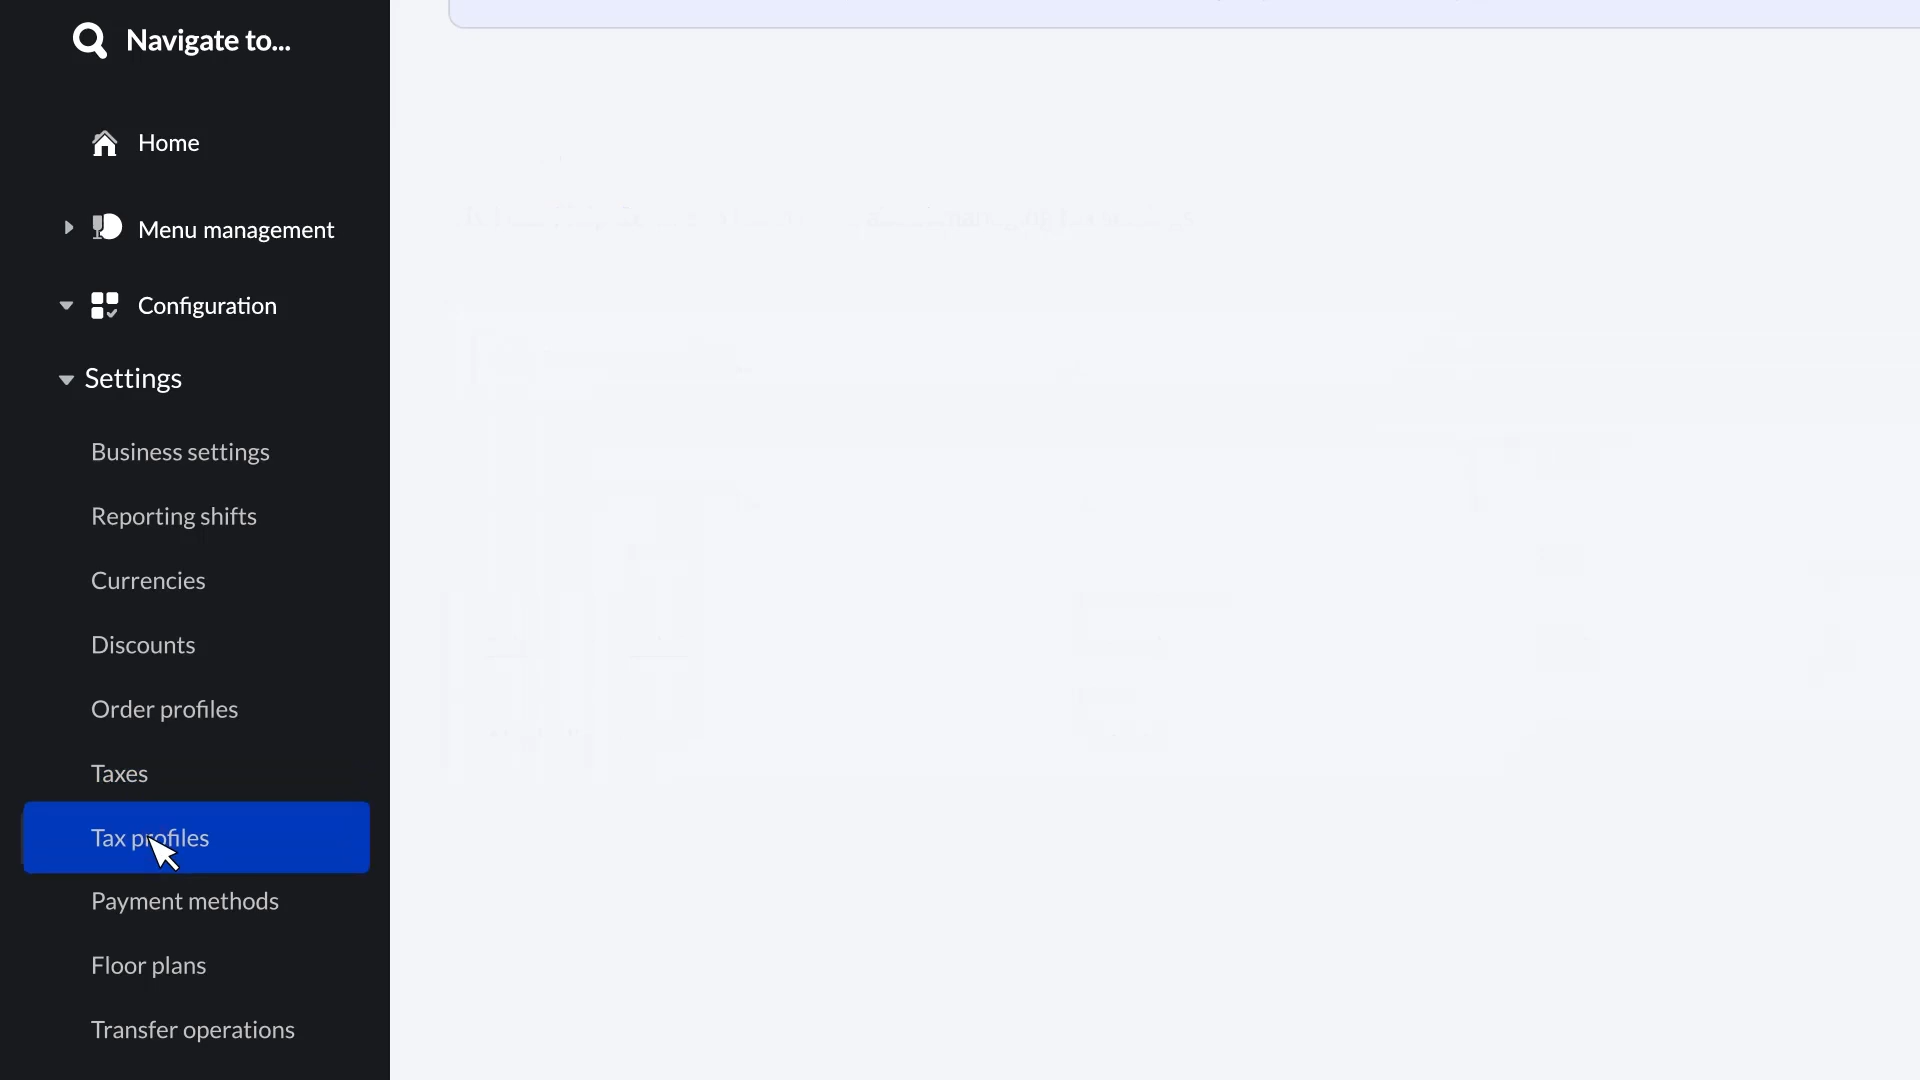 Navigate to...
Home
Menu management
Configuration
Settings
Business settings
Reporting shifts
Currencies
Discounts
Order profiles
Taxes
Tax profiles
Payment methods
Floor plans
Transfer operations